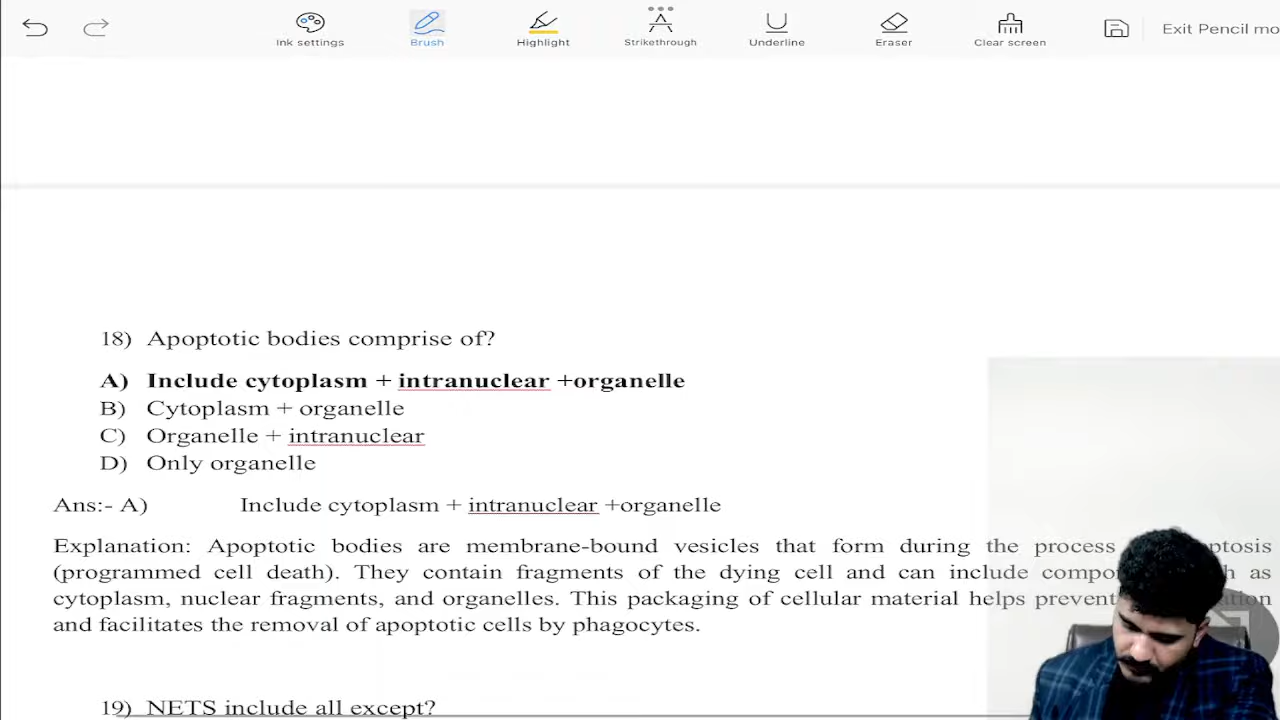 Ink settings
Brush
Highlight
Strikethrough
Underline
Eraser
Clear screen
Exit Pencil mo
18) Apoptotic bodies comprise of?
A) Include cytoplasm + intranuclear +organelle
B) Cytoplasm + organelle
C) Organelle + intranuclear
D) Only organelle
Ans:- A) Include cytoplasm + intranuclear +organelle
Explanation: Apoptotic bodies are membrane-bound vesicles that form during the process
(programmed cell death). They contain fragments of the dying cell and can include as
cytoplasm, nuclear fragments, and organelles. This packaging of cellular material helps prevent
and facilitates the removal of apoptotic cells by phagocytes.
19) NETS include all except?